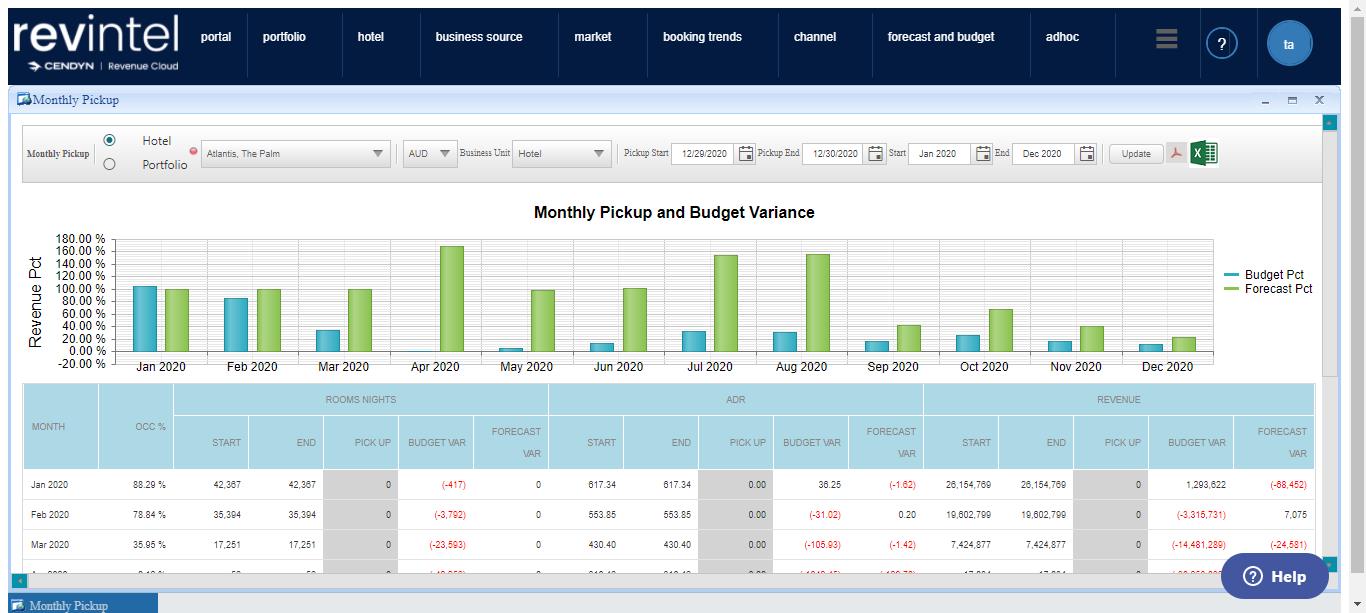 revintel
CENDYN | Revenue Cloud
portal portfolio hotel business source market booking trends channel forecast and budget adhoc ? ta
Monthly Pickup
Monthly Pickup Hotel Portfolio Atlantis, The Palm AUD Business Unit Hotel Pickup Start 12/29/2020 Pickup End 12/30/2020 Start Jan 2020 End Dec 2020 Update
Monthly Pickup and Budget Variance
Revenue Pct
180.00 %
160.00 %
140.00 %
120.00 %
100.00 %
80.00 %
60.00 %
40.00 %
20.00 %
0.00 %
-20.00 %
Budget Pct
Forecast Pct
Jan 2020 Feb 2020 Mar 2020 Apr 2020 May 2020 Jun 2020 Jul 2020 Aug 2020 Sep 2020 Oct 2020 Nov 2020 Dec 2020
MONTH OCC % ROOMS NIGHTS ADR REVENUE
START END PICK UP BUDGET VAR FORECAST VAR START END PICK UP BUDGET VAR FORECAST VAR START END PICK UP BUDGET VAR FORECAST VAR
Jan 2020 88.29 % 42,367 42,367 0 (-417) 0 617.34 617.34 0.00 36.25 (-1.62) 26,154,769 26,154,769 0 1,293,622 (-68,452)
Feb 2020 78.84 % 35,394 35,394 0 (-3,792) 0 553.85 553.85 0.00 (-31.02) 0.20 19,602,799 19,602,799 0 (-3,315,731) 7,075
Mar 2020 35.95 % 17,251 17,251 0 (-23,593) 0 430.40 430.40 0.00 (-105.93) (-1.42) 7,424,877 7,424,877 0 (-14,481,289) (-24,581)
? Help
Monthly Pickup